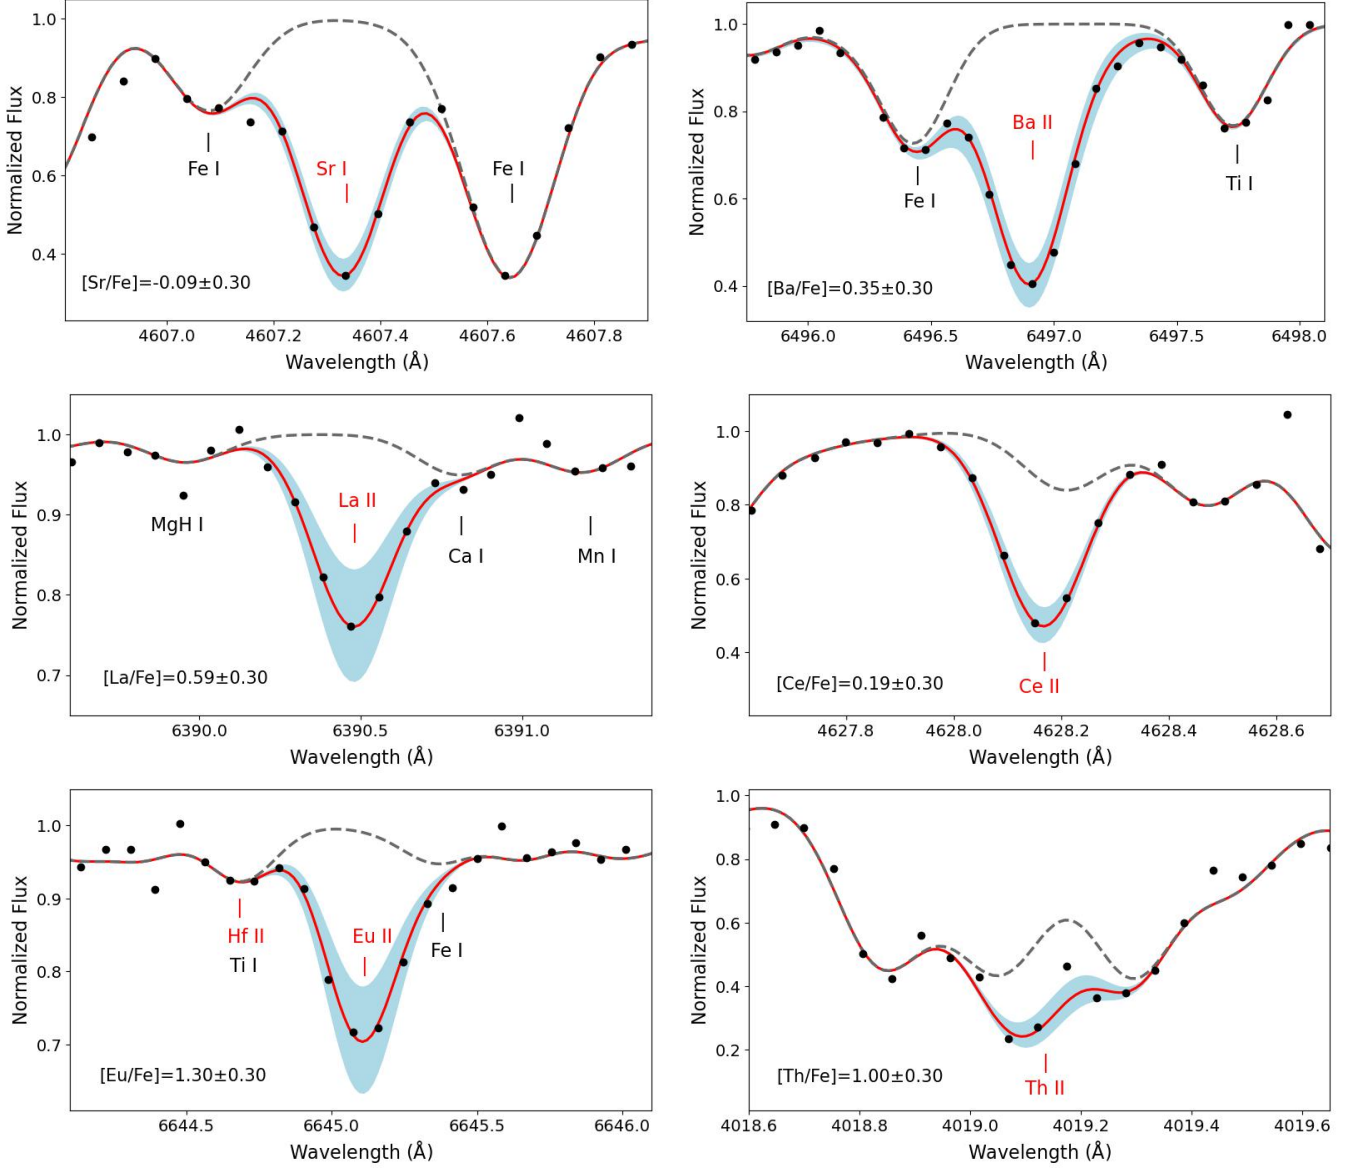 1.0
0.8
0.6
0.4
Normalized Flux
Fe I
Sr I
Fe I
[Sr/Fe]=-0.09±0.30
4607.0
4607.2
4607.4
4607.6
4607.8
Wavelength (Å)
1.0
0.8
0.6
0.4
Normalized Flux
Ba II
Fe I
Ti I
[Ba/Fe]=0.35±0.30
6496.0
6496.5
6497.0
6497.5
6498.0
Wavelength (Å)
1.0
0.9
0.8
0.7
Normalized Flux
La II
MgH I
Ca I
Mn I
[La/Fe]=0.59±0.30
6390.0
6390.5
6391.0
Wavelength (Å)
1.0
0.8
0.6
0.4
Normalized Flux
Ce II
[Ce/Fe]=0.19±0.30
4627.8
4628.0
4628.2
4628.4
4628.6
Wavelength (Å)
1.0
0.9
0.8
0.7
Normalized Flux
Hf II
Eu II
Ti I
Fe I
[Eu/Fe]=1.30±0.30
6644.5
6645.0
6645.5
6646.0
Wavelength (Å)
1.0
0.8
0.6
0.4
0.2
Normalized Flux
[Th/Fe]=1.00±0.30
Th II
4018.6
4018.8
4019.0
4019.2
4019.4
4019.6
Wavelength (Å)